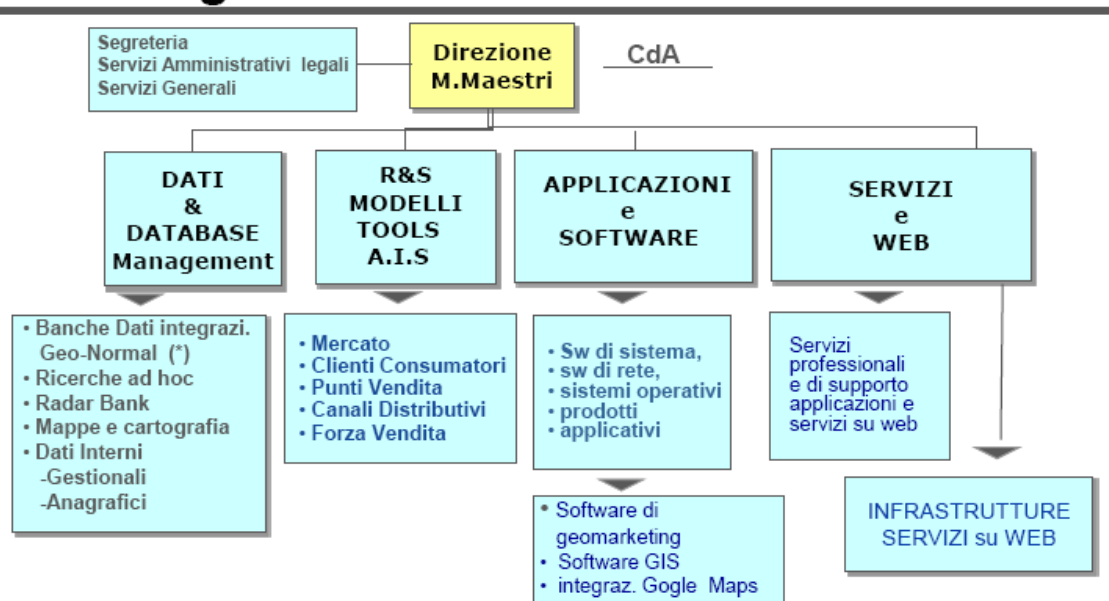 Segreteria
Servizi Amministrativi legali
Servizi Generali
Direzione
M.Maestri
CdA
DATI
&
DATABASE
Management
R&S
MODELLI
TOOLS
A.I.S
APPLICAZIONI
e
SOFTWARE
SERVIZI
e
WEB
• Banche Dati integrazi.
Geo-Normal (*)
• Ricerche ad hoc
• Radar Bank
• Mappe e cartografia
• Dati Interni
-Gestionali
-Anagrafici
• Mercato
• Clienti Consumatori
• Punti Vendita
• Canali Distributivi
• Forza Vendita
• Sw di sistema,
• sw di rete,
• sistemi operativi
• prodotti
• applicativi
• Software di
geomarketing
• Software GIS
• integraz. Gogle Maps
Servizi
professionali
e di supporto
applicazioni e
servizi su web
INFRASTRUTTURE
SERVIZI su WEB